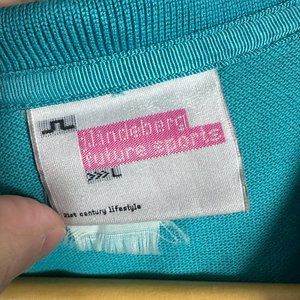 j.lindeberg
future sports
>>>L
21st century lifestyle